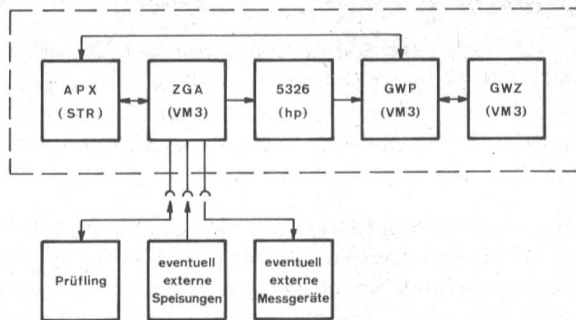 APX
(STR)
ZGA
(VM3)
5326
(hp)
GWP
(VM3)
GWZ
(VM3)
Prüfling
eventuell
externe
Speisungen
eventuell
externe
Messgeräte